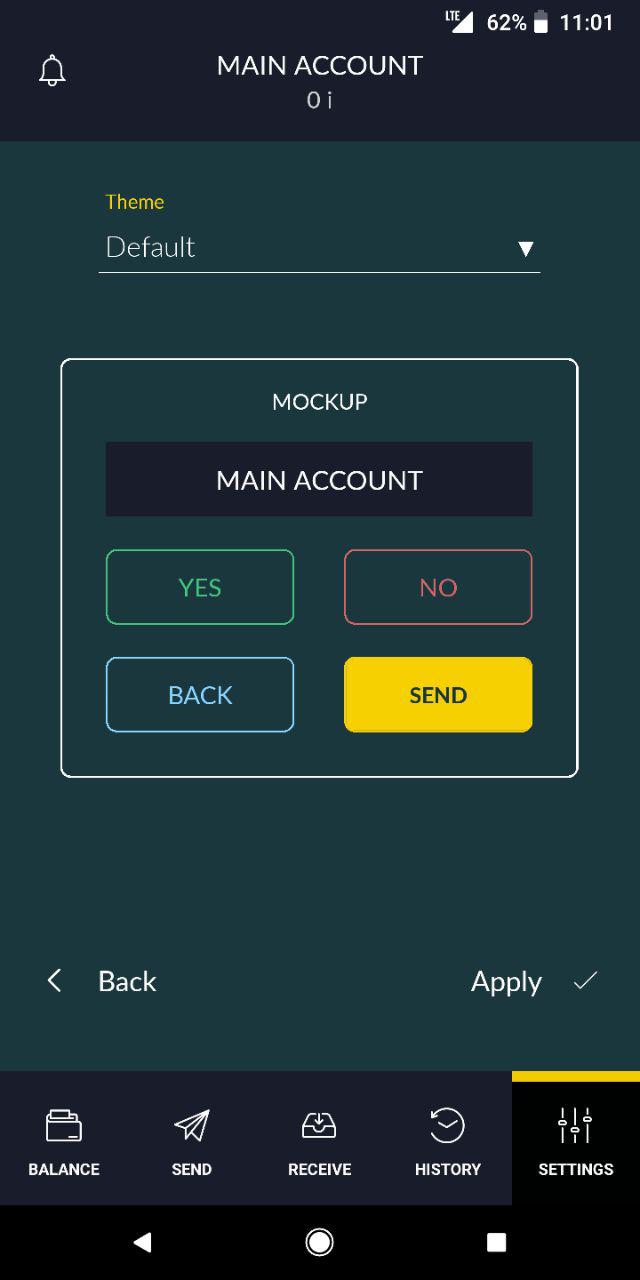 LTE 62% 11:01
MAIN ACCOUNT
0 i
Theme
Default
MOCKUP
MAIN ACCOUNT
YES NO
BACK SEND
Back Apply
BALANCE SEND RECEIVE HISTORY SETTINGS